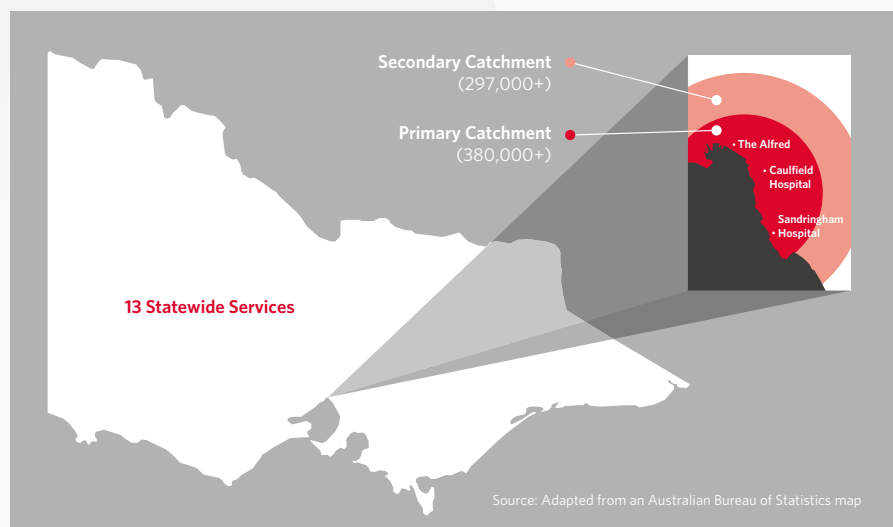 Secondary Catchment
(297,000+)
Primary Catchment
(380,000+)
• The Alfred
• Caulfield
Hospital
Sandringham
• Hospital
13 Statewide Services
Source: Adapted from an Australian Bureau of Statistics map